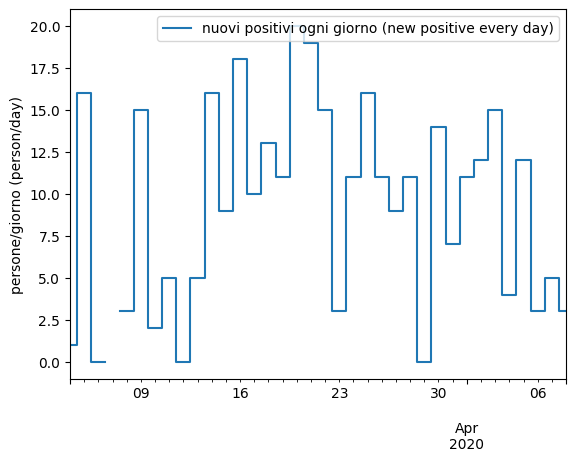 nuovi positivi ogni giorno (new positive every day)
persone/giorno (person/day)
20.0
17.5
15.0
12.5
10.0
7.5
5.0
2.5
0.0
09 16 23 30 06
Apr
2020